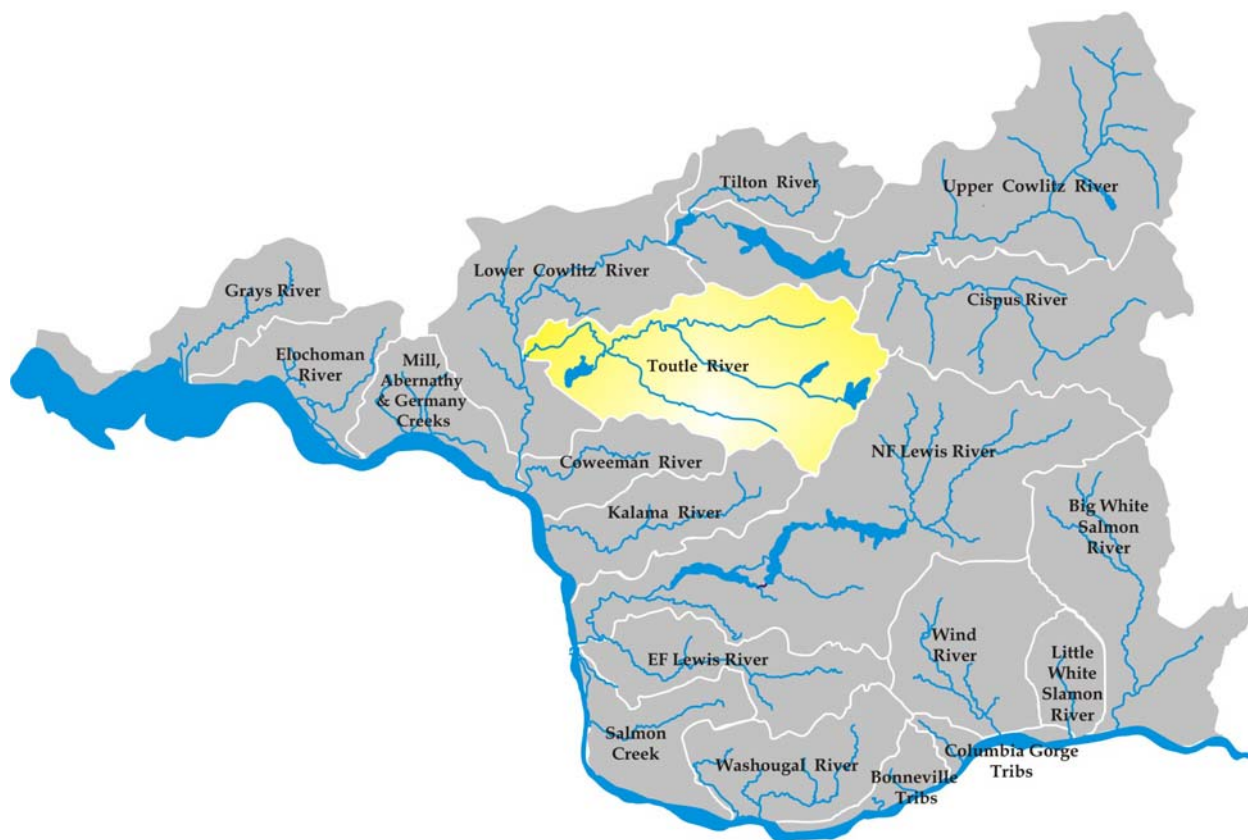 Tilton River
Upper Cowlitz River
Lower Cowlitz River
Grays River
Cispus River
Elochoman
River
Mill,
Abernathy
& Germany
Creeks
Toutle River
Coweeman River
NF Lewis River
Kalama River
Big White
Salmon
River
Wind
River
EF Lewis River
Little
White
Slamon
River
Salmon
Creek
Washougal River
Bonneville
Tribs
Columbia Gorge
Tribs